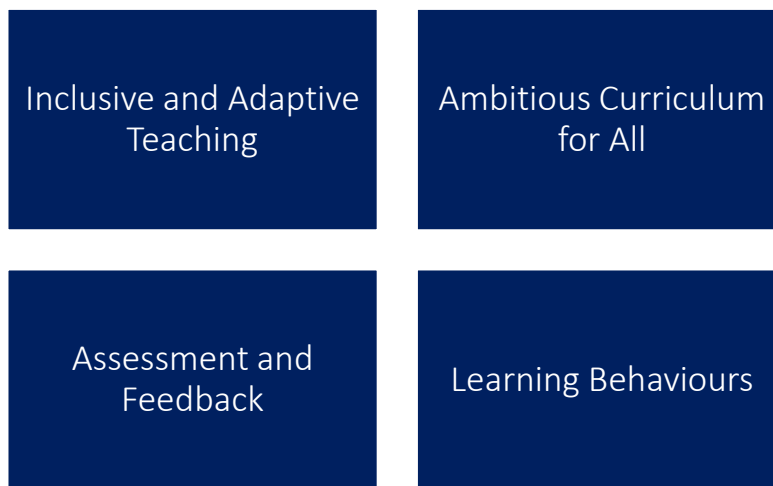 Inclusive and Adaptive
Teaching
Ambitious Curriculum
for All
Assessment and
Feedback
Learning Behaviours